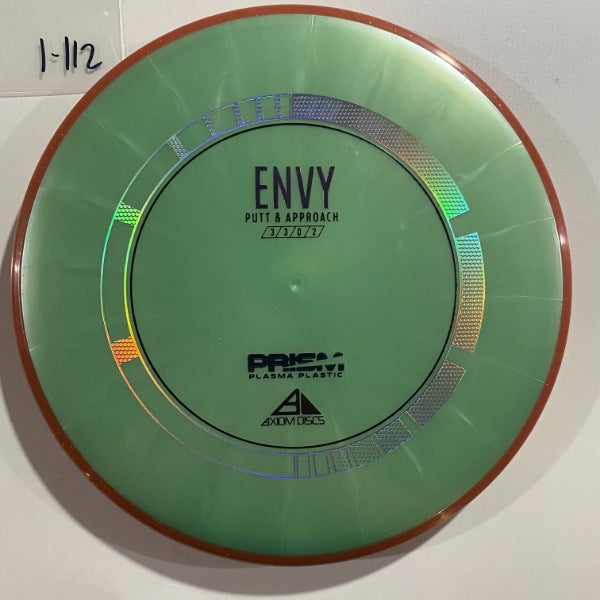 1-112
ENVY
PUTT & APPROACH
3/3/0/2
PRISM
PLASMA PLASTIC
AXIOM DISCS